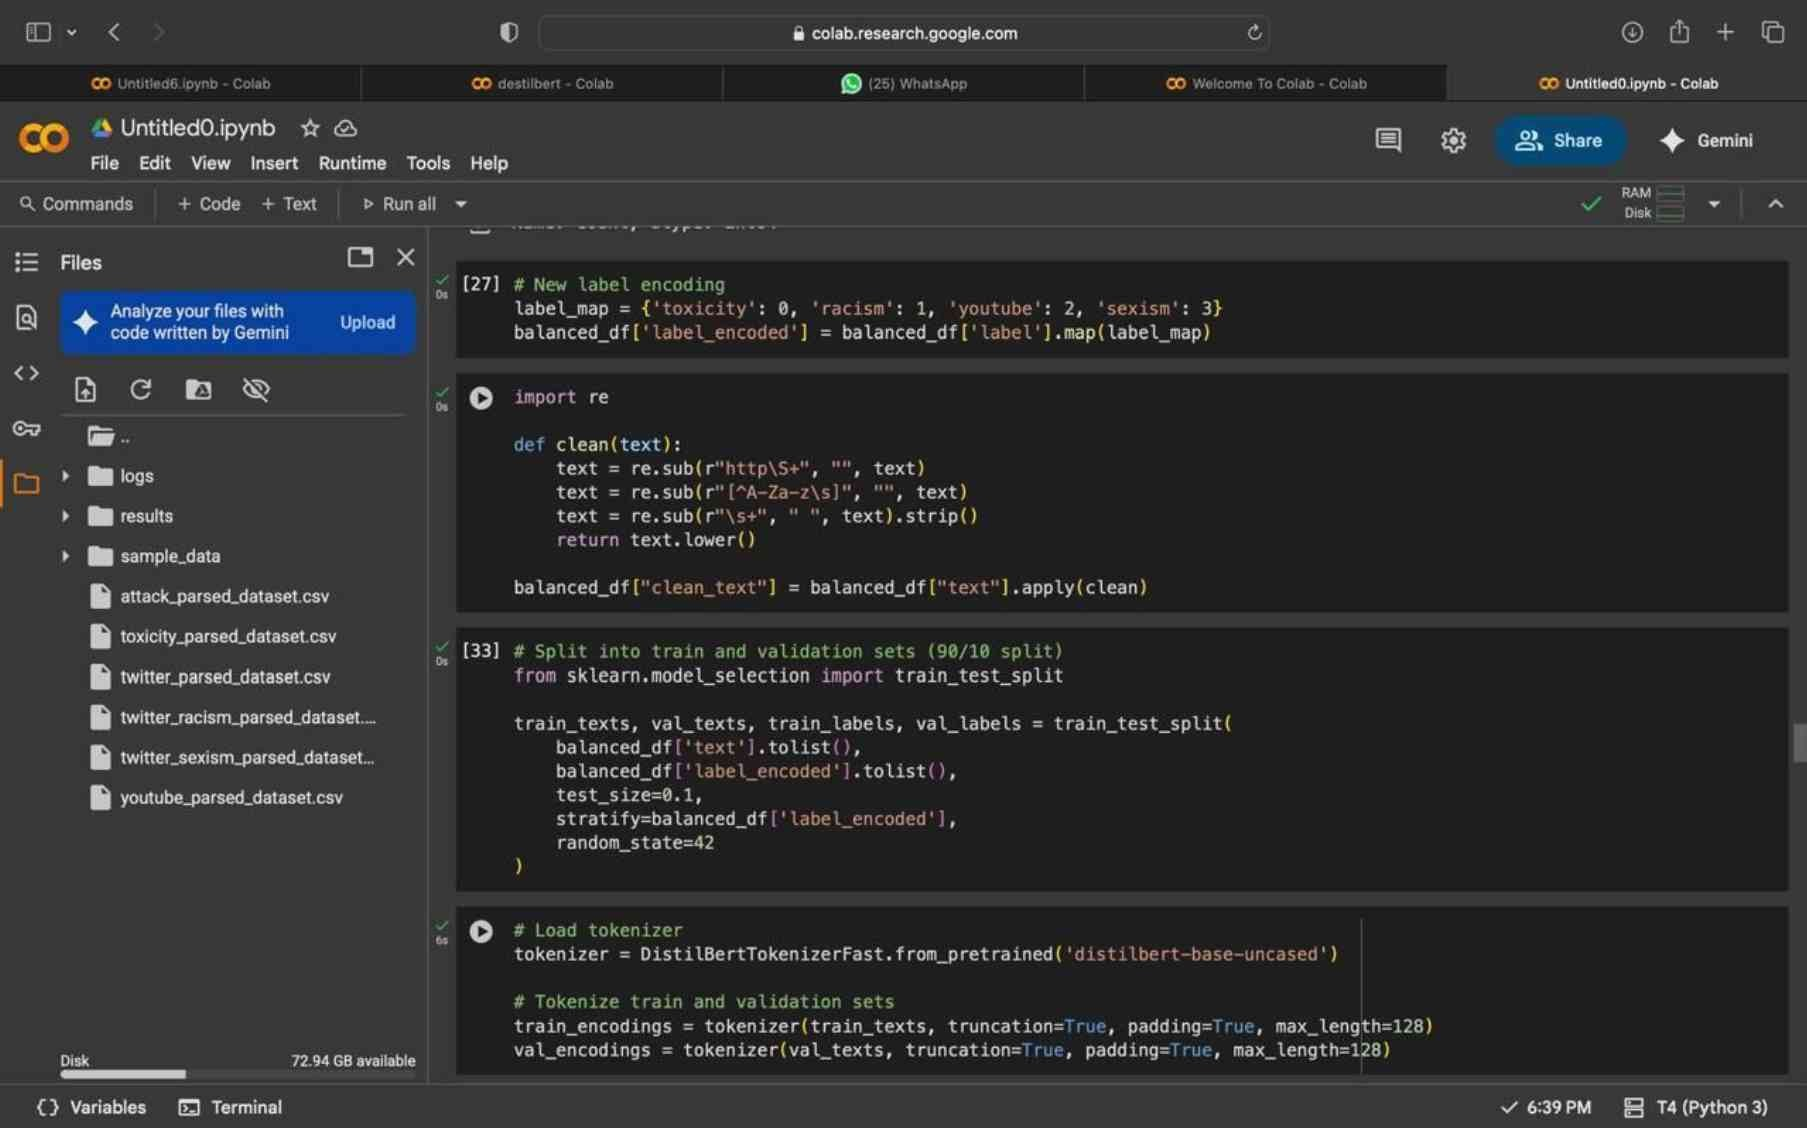 colab.research.google.com
Untitled6.ipynb - Colab
destilbert - Colab
(25) WhatsApp
Welcome To Colab - Colab
Untitled0.ipynb - Colab
Untitled0.ipynb
File Edit View Insert Runtime Tools Help
Share
Gemini
Commands
+ Code + Text
Run all
RAM
Disk
Files
Analyze your files with
code written by Gemini
Upload
..
logs
results
sample_data
attack_parsed_dataset.csv
toxicity_parsed_dataset.csv
twitter_parsed_dataset.csv
twitter_racism_parsed_dataset....
twitter_sexism_parsed_dataset...
youtube_parsed_dataset.csv
Disk 72.94 GB available
0s
[27] # New label encoding
label_map = {'toxicity': 0, 'racism': 1, 'youtube': 2, 'sexism': 3}
balanced_df['label_encoded'] = balanced_df['label'].map(label_map)
0s
import re
def clean(text):
    text = re.sub(r"http\S+", "", text)
    text = re.sub(r"[^A-Za-z\s]", "", text)
    text = re.sub(r"\s+", " ", text).strip()
    return text.lower()
balanced_df["clean_text"] = balanced_df["text"].apply(clean)
0s
[33] # Split into train and validation sets (90/10 split)
from sklearn.model_selection import train_test_split
train_texts, val_texts, train_labels, val_labels = train_test_split(
    balanced_df['text'].tolist(),
    balanced_df['label_encoded'].tolist(),
    test_size=0.1,
    stratify=balanced_df['label_encoded'],
    random_state=42
)
6s
# Load tokenizer
tokenizer = DistilBertTokenizerFast.from_pretrained('distilbert-base-uncased')
# Tokenize train and validation sets
train_encodings = tokenizer(train_texts, truncation=True, padding=True, max_length=128)
val_encodings = tokenizer(val_texts, truncation=True, padding=True, max_length=128)
{} Variables
Terminal
6:39 PM
T4 (Python 3)